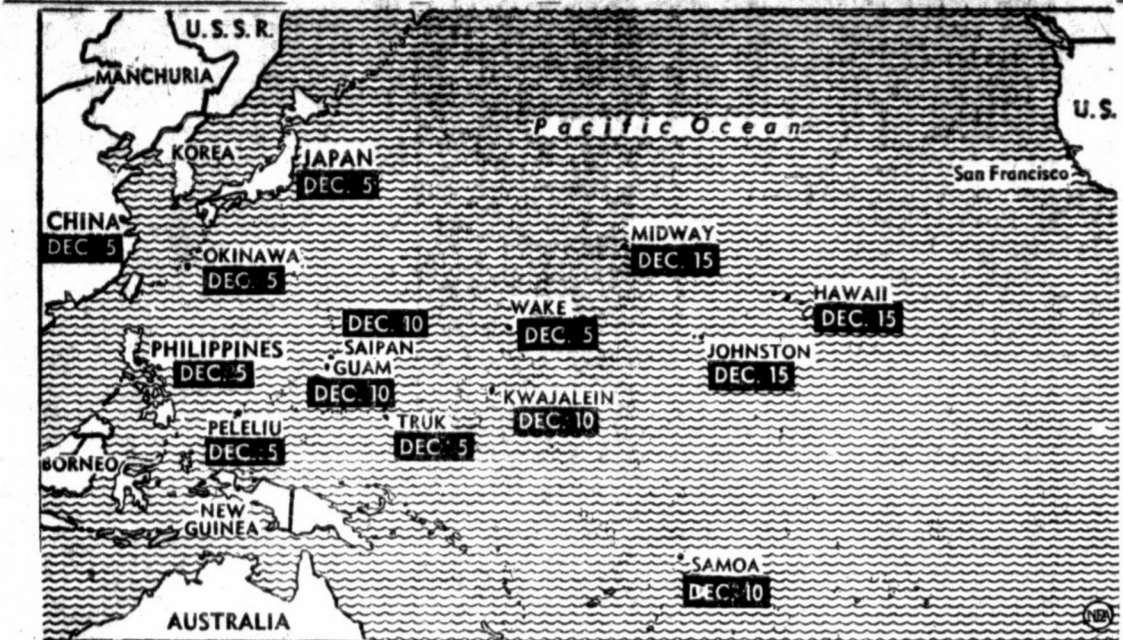 U.S.S.R.
MANCHURIA
Pacific Ocean
U.S.
KOREA
JAPAN
DEC. 5
San Francisco
CHINA
DEC 5
MIDWAY
DEC. 15
OKINAWA
DEC. 5
HAWAII
DEC. 15
WAKE
DEC. 5
DEC. 10
SAIPAN
GUAM
DEC. 10
PHILIPPINES
DEC. 5
JOHNSTON
DEC. 15
KWAJALEIN
DEC. 10
PELELIU
DEC. 5
TRUK
DEC. 5
BORNEO
NEW
GUINEA
SAMOA
DEC. 10
AUSTRALIA
NEA